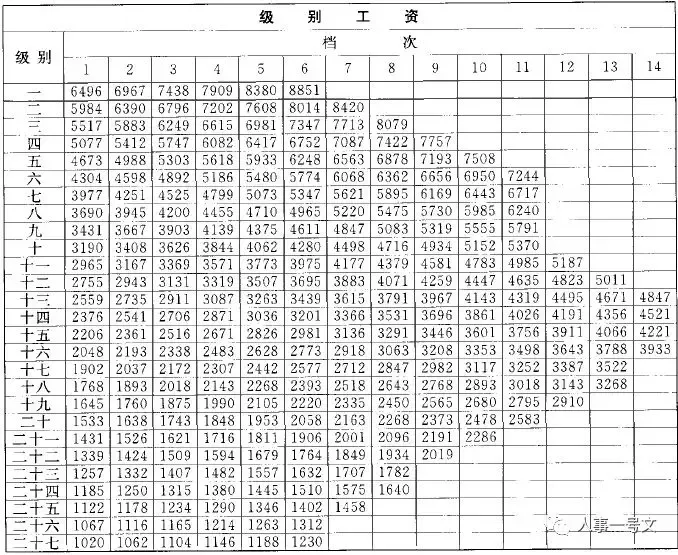 级 别 工 资
级 别
档 次
1 2 3 4 5 6 7 8 9 10 11 12 13 14
一 6496 6967 7438 7909 8380 8851
二 5984 6390 6796 7202 7608 8014 8420
三 5517 5883 6249 6615 6981 7347 7713 8079
四 5077 5412 5747 6082 6417 6752 7087 7422 7757
五 4673 4988 5303 5618 5933 6248 6563 6878 7193 7508
六 4304 4598 4892 5186 5480 5774 6068 6362 6656 6950 7244
七 3977 4251 4525 4799 5073 5347 5621 5895 6169 6443 6717
八 3690 3945 4200 4455 4710 4965 5220 5475 5730 5985 6240
九 3431 3667 3903 4139 4375 4611 4847 5083 5319 5555 5791
十 3190 3408 3626 3844 4062 4280 4498 4716 4934 5152 5370
十一 2965 3167 3369 3571 3773 3975 4177 4379 4581 4783 4985 5187
十二 2755 2943 3131 3319 3507 3695 3883 4071 4259 4447 4635 4823 5011
十三 2559 2735 2911 3087 3263 3439 3615 3791 3967 4143 4319 4495 4671 4847
十四 2376 2541 2706 2871 3036 3201 3366 3531 3696 3861 4026 4191 4356 4521
十五 2206 2361 2516 2671 2826 2981 3136 3291 3446 3601 3756 3911 4066 4221
十六 2048 2193 2338 2483 2628 2773 2918 3063 3208 3353 3498 3643 3788 3933
十七 1902 2037 2172 2307 2442 2577 2712 2847 2982 3117 3252 3387 3522
十八 1768 1893 2018 2143 2268 2393 2518 2643 2768 2893 3018 3143 3268
十九 1645 1760 1875 1990 2105 2220 2335 2450 2565 2680 2795 2910
二十 1533 1638 1743 1848 1953 2058 2163 2268 2373 2478 2583
二十一 1431 1526 1621 1716 1811 1906 2001 2096 2191 2286
二十二 1339 1424 1509 1594 1679 1764 1849 1934 2019
二十三 1257 1332 1407 1482 1557 1632 1707 1782
二十四 1185 1250 1315 1380 1445 1510 1575 1640
二十五 1122 1178 1234 1290 1346 1402 1458
二十六 1067 1116 1165 1214 1263 1312
二十七 1020 1062 1104 1146 1188 1230
人事一号文